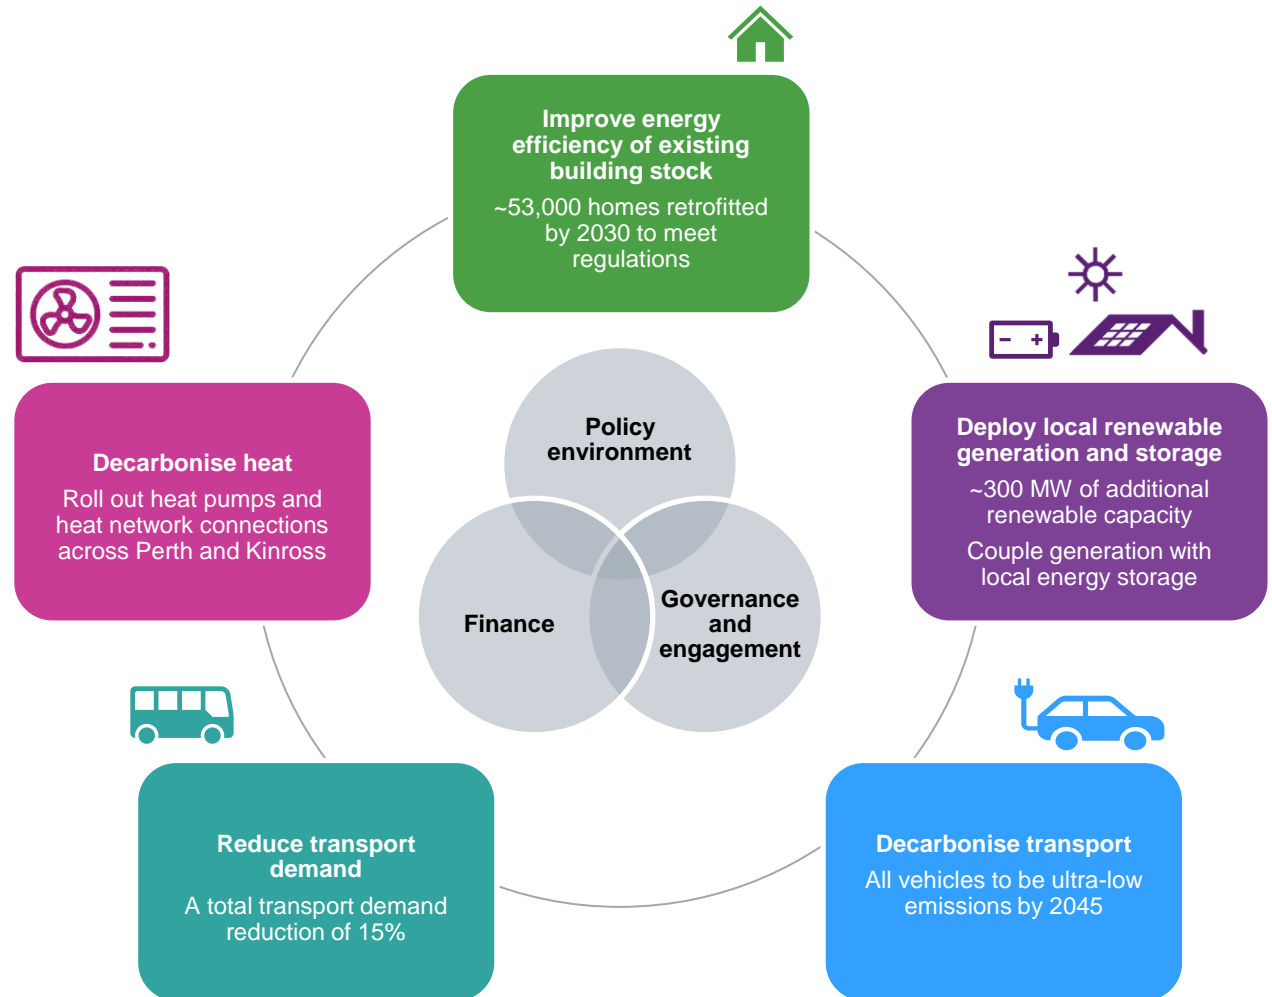 Improve energy
efficiency of existing
building stock
~53,000 homes retrofitted
by 2030 to meet
regulations
Decarbonise heat
Roll out heat pumps and
heat network connections
across Perth and Kinross
Policy
environment
Finance
Governance
and
engagement
Deploy local renewable
generation and storage
~300 MW of additional
renewable capacity
Couple generation with
local energy storage
Reduce transport
demand
A total transport demand
reduction of 15%
Decarbonise transport
All vehicles to be ultra-low
emissions by 2045